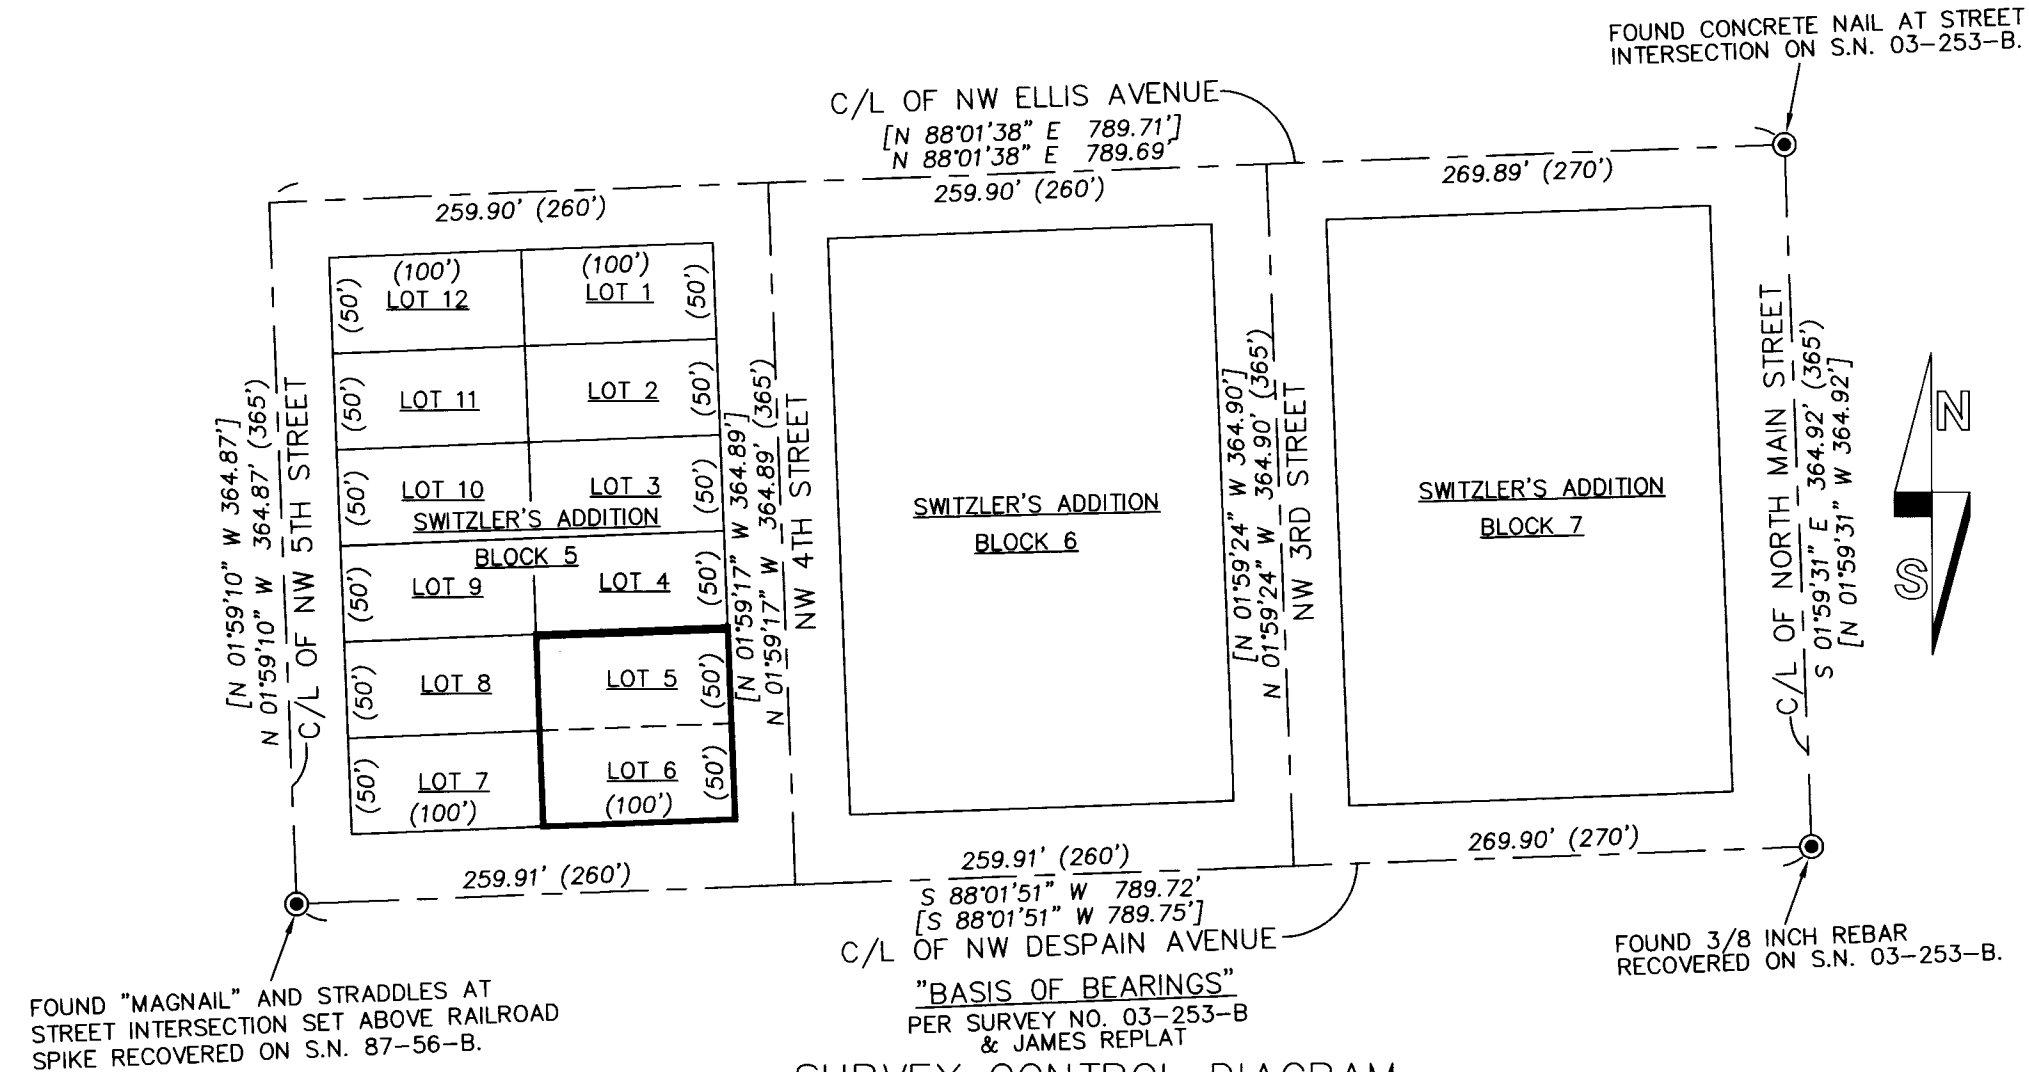 FOUND CONCRETE NAIL AT STREET
INTERSECTION ON S.N. 03-253-B.
C/L OF NW ELLIS AVENUE
[N 88°01'38" E 789.71']
N 88°01'38" E 789.69'
259.90' (260')
259.90' (260')
269.89' (270')
[N 01°59'10" W 364.87']
N 01°59'10" W 364.87' (365')
C/L OF NW 5TH STREET
(100')
(100')
(50')
LOT 12
LOT 1
(50')
(50')
LOT 11
LOT 2
(50')
(50')
LOT 10
LOT 3
(50')
SWITZLER'S ADDITION
BLOCK 5
(50')
LOT 9
LOT 4
(50')
(50')
LOT 8
LOT 5
(50')
(50')
LOT 7
LOT 6
(50')
(100')
(100')
[N 01°59'17" W 364.89']
N 01°59'17" W 364.89' (365')
NW 4TH STREET
SWITZLER'S ADDITION
BLOCK 6
[N 01°59'24" W 364.90']
N 01°59'24" W 364.90' (365')
NW 3RD STREET
SWITZLER'S ADDITION
BLOCK 7
C/L OF NORTH MAIN STREET
S 01°59'31" E 364.92' (365')
[N 01°59'31" W 364.92']
N
S
259.91' (260')
259.91' (260')
269.90' (270')
S 88°01'51" W 789.72'
[S 88°01'51" W 789.75']
C/L OF NW DESPAIN AVENUE
"BASIS OF BEARINGS"
PER SURVEY NO. 03-253-B
& JAMES REPLAT
FOUND 3/8 INCH REBAR
RECOVERED ON S.N. 03-253-B.
FOUND "MAGNAIL" AND STRADDLES AT
STREET INTERSECTION SET ABOVE RAILROAD
SPIKE RECOVERED ON S.N. 87-56-B.
SURVEY CONTROL DIAGRAM